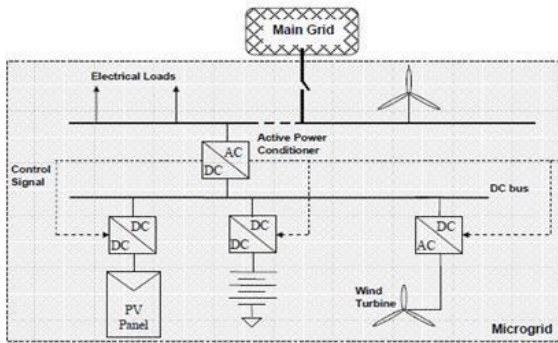 Main Grid
Electrical Loads
Active Power
Conditioner
AC
DC
Control
Signal
DC bus
DC
DC
DC
DC
DC
AC
PV
Panel
Wind
Turbine
Microgrid